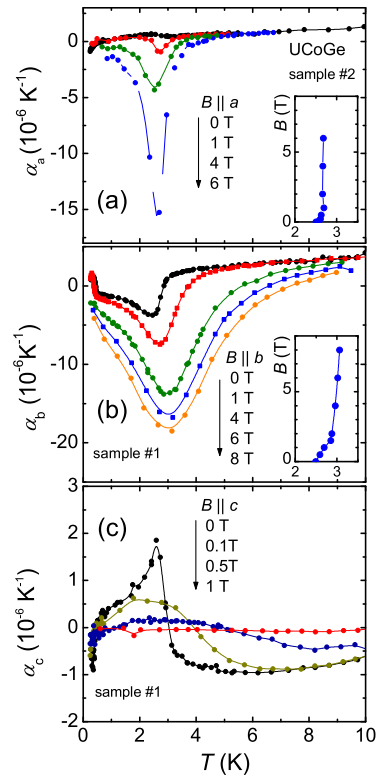 5
0
-5
-10
-15
α_a (10⁻⁶ K⁻¹)
UCoGe
sample #2
B || a
0 T
1 T
4 T
6 T
(a)
B (T)
5
0
2 3
0
-10
-20
α_b (10⁻⁶K⁻¹)
B || b
0 T
1 T
4 T
6 T
8 T
(b)
sample #1
B (T)
5
0
2 3
2
1
0
-1
-2
α_c (10⁻⁶ K⁻¹)
(c)
B || c
0 T
0.1T
0.5T
1 T
sample #1
0 2 4 6 8 10
T (K)